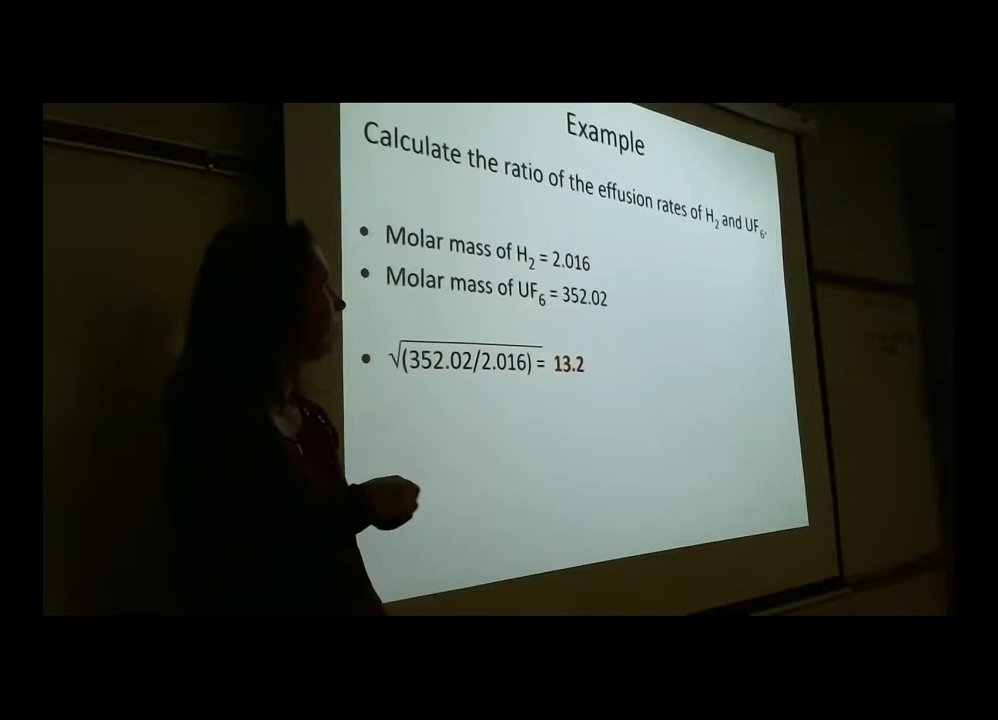 Example
Calculate the ratio of the effusion rates of H₂ and UF₆.
• Molar mass of H₂ = 2.016
• Molar mass of UF₆ = 352.02
• √(352.02/2.016) = 13.2